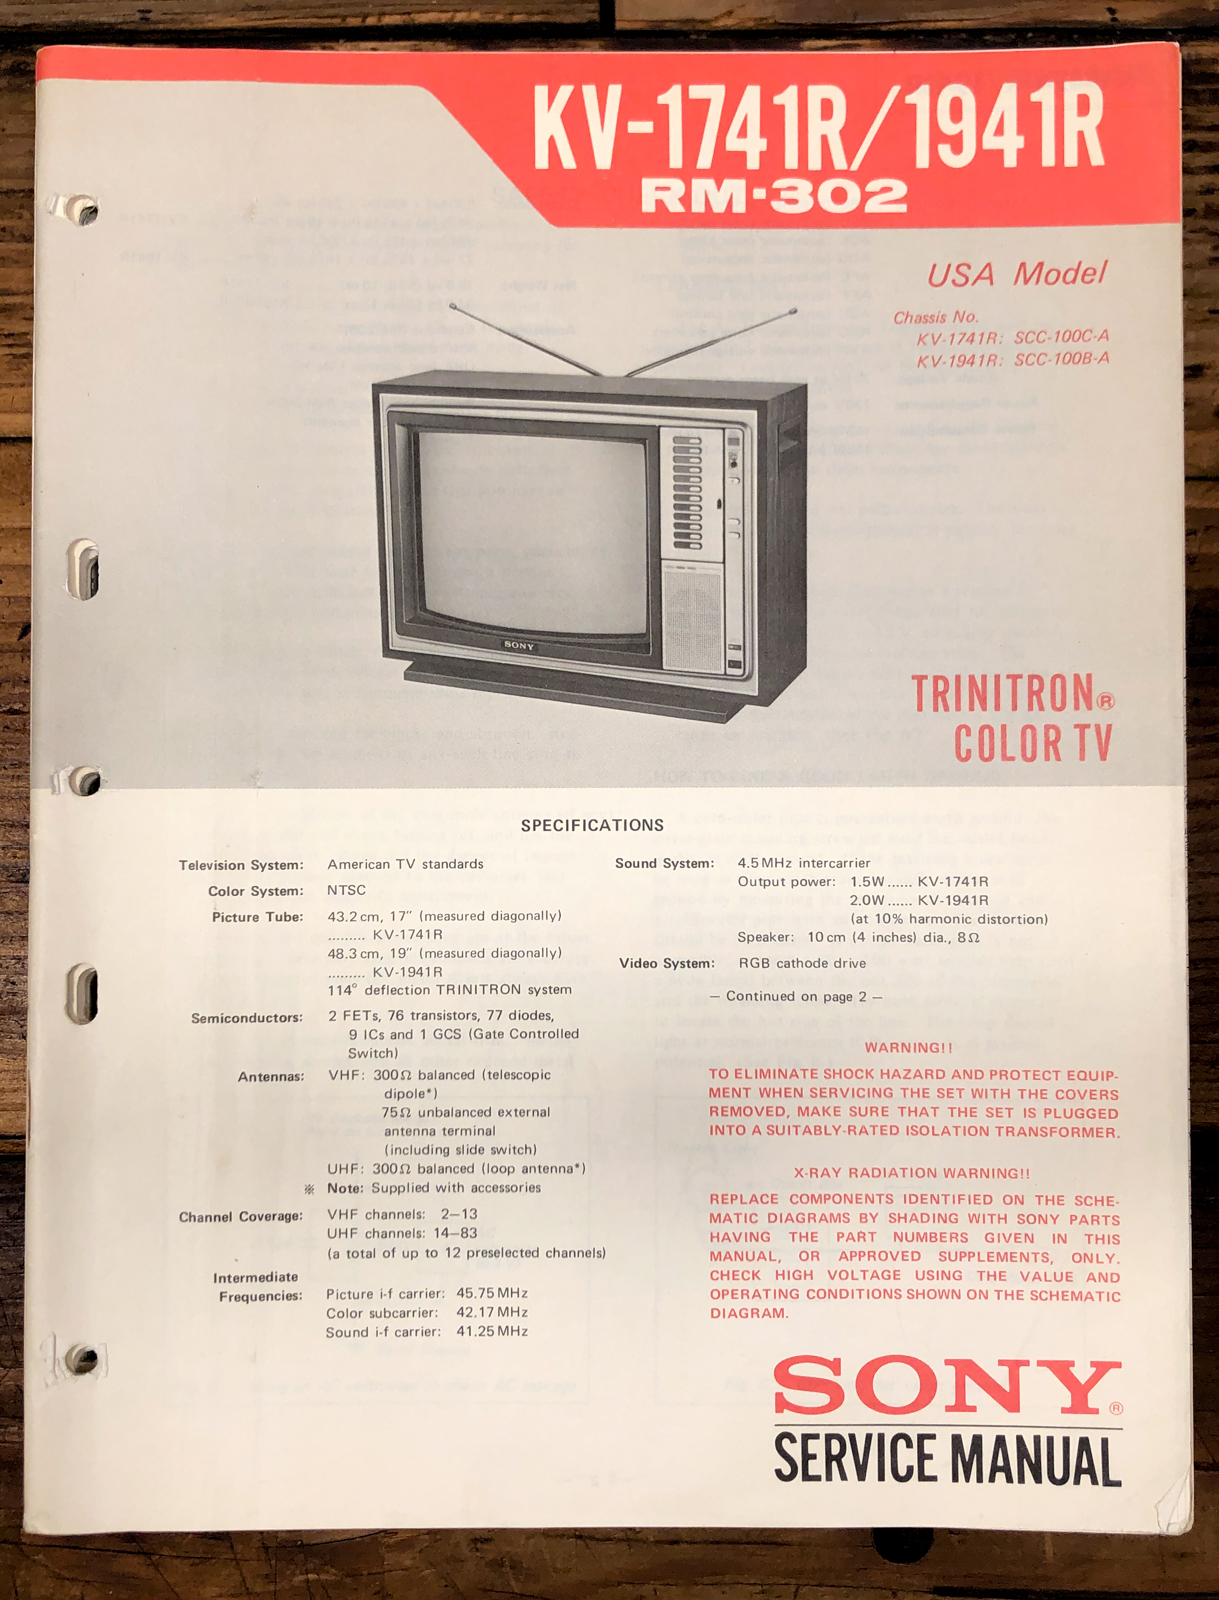 KV-1741R/1941R
RM-302
USA Model
Chassis No.
KV-1741R: SCC-100C-A
KV-1941R: SCC-100B-A
SONY
TRINITRON®
COLOR TV
SPECIFICATIONS
Television System: American TV standards
Color System: NTSC
Picture Tube: 43.2 cm, 17" (measured diagonally)
......... KV-1741R
48.3 cm, 19" (measured diagonally)
......... KV-1941R
114° deflection TRINITRON system
Semiconductors: 2 FETs, 76 transistors, 77 diodes,
9 ICs and 1 GCS (Gate Controlled
Switch)
Antennas: VHF: 300Ω balanced (telescopic
dipole*)
75Ω unbalanced external
antenna terminal
(including slide switch)
UHF: 300Ω balanced (loop antenna*)
※ Note: Supplied with accessories
Channel Coverage: VHF channels: 2–13
UHF channels: 14–83
(a total of up to 12 preselected channels)
Intermediate
Frequencies: Picture i-f carrier: 45.75 MHz
Color subcarrier: 42.17 MHz
Sound i-f carrier: 41.25 MHz
Sound System: 4.5 MHz intercarrier
Output power: 1.5W ...... KV-1741R
2.0W ...... KV-1941R
(at 10% harmonic distortion)
Speaker: 10 cm (4 inches) dia., 8Ω
Video System: RGB cathode drive
— Continued on page 2 —
WARNING!!
TO ELIMINATE SHOCK HAZARD AND PROTECT EQUIP-
MENT WHEN SERVICING THE SET WITH THE COVERS
REMOVED, MAKE SURE THAT THE SET IS PLUGGED
INTO A SUITABLY-RATED ISOLATION TRANSFORMER.
X-RAY RADIATION WARNING!!
REPLACE COMPONENTS IDENTIFIED ON THE SCHE-
MATIC DIAGRAMS BY SHADING WITH SONY PARTS
HAVING THE PART NUMBERS GIVEN IN THIS
MANUAL, OR APPROVED SUPPLEMENTS, ONLY.
CHECK HIGH VOLTAGE USING THE VALUE AND
OPERATING CONDITIONS SHOWN ON THE SCHEMATIC
DIAGRAM.
SONY®
SERVICE MANUAL